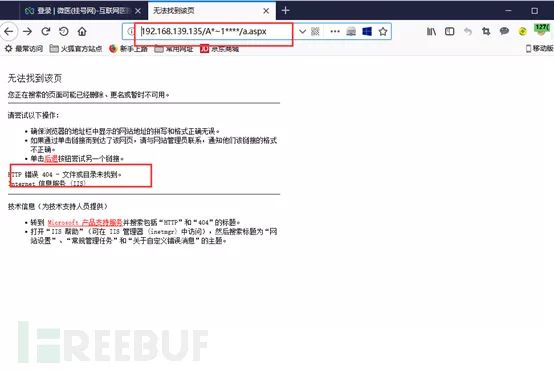 登录 | 微医(挂号网)-互联网医
无法找到该页
192.168.139.135/A*~1****/a.aspx
127(
最常访问 火狐官方站点 新手上路 常用网址 JD 京东商城 移动版
无法找到该页
您正在搜索的页面可能已经删除、更名或暂时不可用。
请尝试以下操作:
确保浏览器的地址栏中显示的网站地址的拼写和格式正确无误。
如果通过单击链接而到达了该网页，请与网站管理员联系，通知他们该链接的格式
不正确。
单击后退按钮尝试另一个链接。
HTTP 错误 404 - 文件或目录未找到。
Internet 信息服务 (IIS)
技术信息（为技术支持人员提供）
转到 Microsoft 产品支持服务并搜索包括“HTTP”和“404”的标题。
打开“IIS 帮助”（可在 IIS 管理器 (inetmgr) 中访问），然后搜索标题为“网
站设置”、“常规管理任务”和“关于自定义错误消息”的主题。
FREEBUF